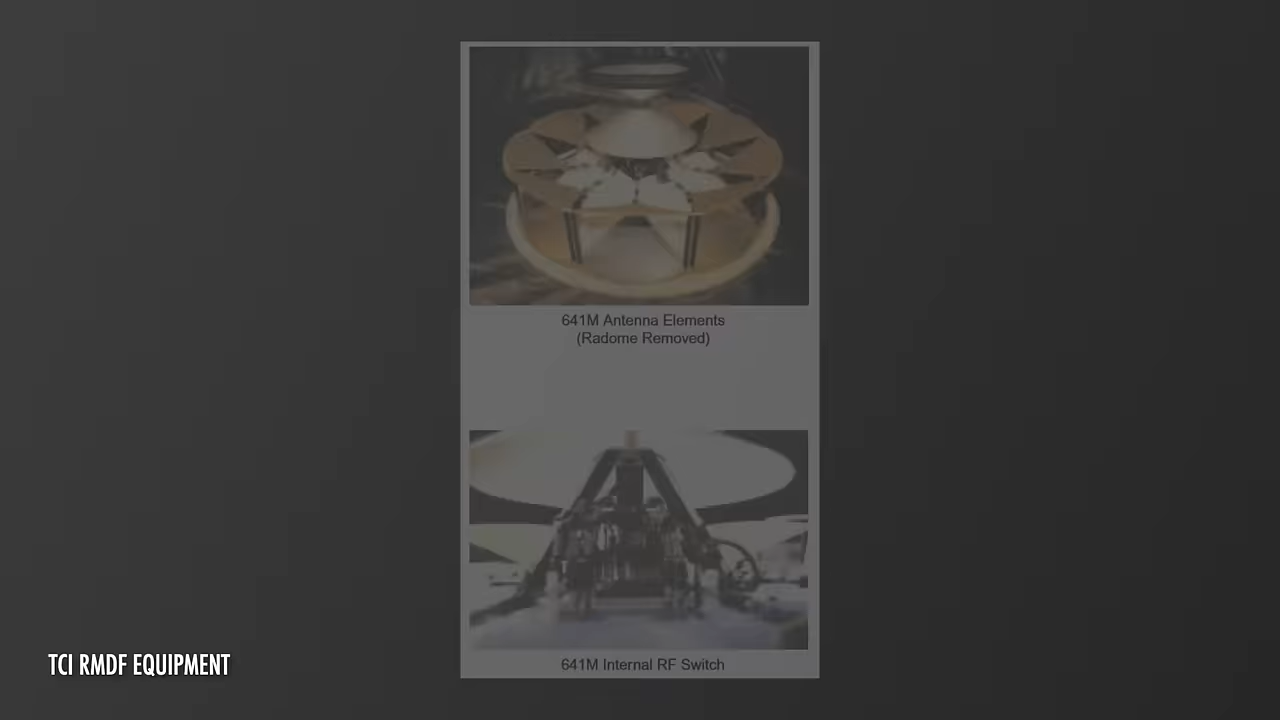 641M Antenna Elements
(Radome Removed)
641M Internal RF Switch
TCI RMDF EQUIPMENT